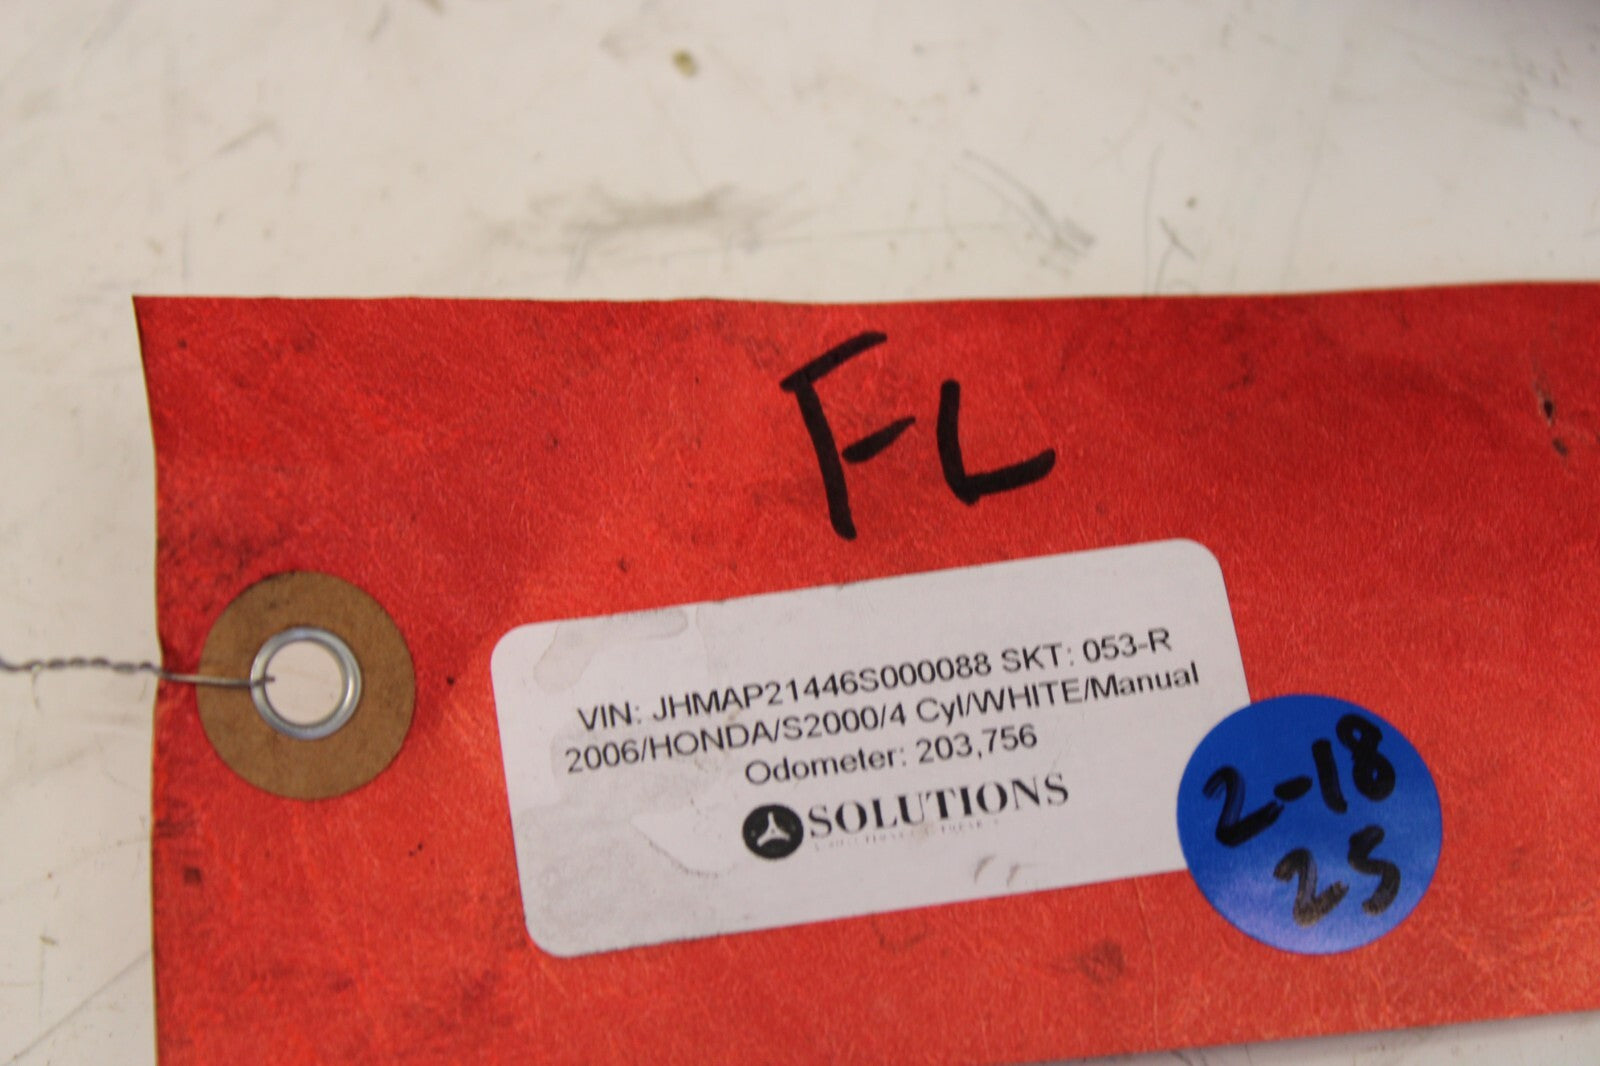 FL
VIN: JHMAP21446S000088 SKT: 053-R
2006/HONDA/S2000/4 Cyl/WHITE/Manual
Odometer: 203,756
SOLUTIONS
2-18
25